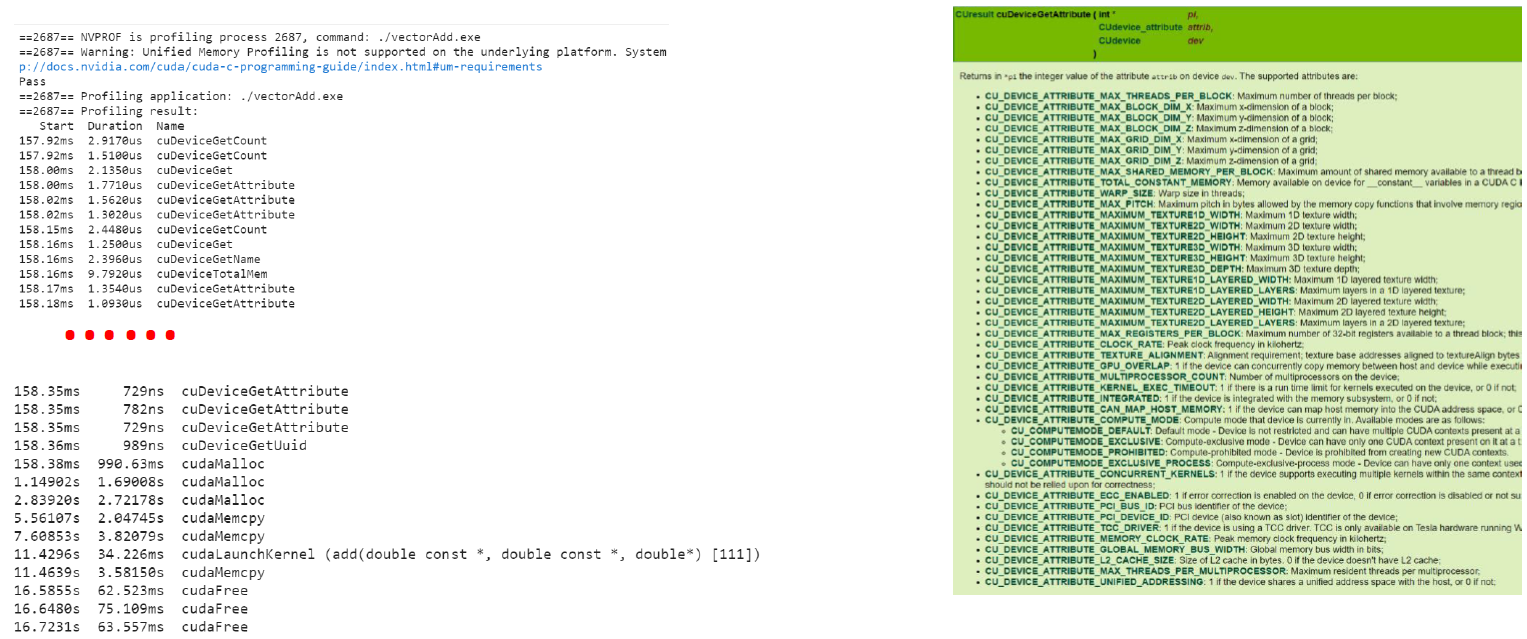 ==2687== NVPROF is profiling process 2687, command: ./vectorAdd.exe
==2687== Warning: Unified Memory Profiling is not supported on the underlying platform. System
p://docs.nvidia.com/cuda/cuda-c-programming-guide/index.html#um-requirements
Pass
==2687== Profiling application: ./vectorAdd.exe
==2687== Profiling result:
Start Duration Name
157.92ms 2.9170us cuDeviceGetCount
157.92ms 1.5100us cuDeviceGetCount
158.00ms 2.1350us cuDeviceGet
158.00ms 1.7710us cuDeviceGetAttribute
158.02ms 1.5620us cuDeviceGetAttribute
158.02ms 1.3020us cuDeviceGetAttribute
158.15ms 2.4480us cuDeviceGetCount
158.16ms 1.2500us cuDeviceGet
158.16ms 2.3960us cuDeviceGetName
158.16ms 9.7920us cuDeviceTotalMem
158.17ms 1.3540us cuDeviceGetAttribute
158.18ms 1.0930us cuDeviceGetAttribute
158.35ms 729ns cuDeviceGetAttribute
158.35ms 782ns cuDeviceGetAttribute
158.35ms 729ns cuDeviceGetAttribute
158.36ms 989ns cuDeviceGetUuid
158.38ms 990.63ms cudaMalloc
1.14902s 1.69008s cudaMalloc
2.83920s 2.72178s cudaMalloc
5.56107s 2.04745s cudaMemcpy
7.60853s 3.82079s cudaMemcpy
11.4296s 34.226ms cudaLaunchKernel (add(double const *, double const *, double*) [111])
11.4639s 3.58150s cudaMemcpy
16.5855s 62.523ms cudaFree
16.6480s 75.109ms cudaFree
16.7231s 63.557ms cudaFree
CUresult cuDeviceGetAttribute ( int * pi,
CUdevice_attribute attrib,
CUdevice dev
)
Returns in *pi the integer value of the attribute attrib on device dev. The supported attributes are:
• CU_DEVICE_ATTRIBUTE_MAX_THREADS_PER_BLOCK: Maximum number of threads per block;
• CU_DEVICE_ATTRIBUTE_MAX_BLOCK_DIM_X: Maximum x-dimension of a block;
• CU_DEVICE_ATTRIBUTE_MAX_BLOCK_DIM_Y: Maximum y-dimension of a block;
• CU_DEVICE_ATTRIBUTE_MAX_BLOCK_DIM_Z: Maximum z-dimension of a block;
• CU_DEVICE_ATTRIBUTE_MAX_GRID_DIM_X: Maximum x-dimension of a grid;
• CU_DEVICE_ATTRIBUTE_MAX_GRID_DIM_Y: Maximum y-dimension of a grid;
• CU_DEVICE_ATTRIBUTE_MAX_GRID_DIM_Z: Maximum z-dimension of a grid;
• CU_DEVICE_ATTRIBUTE_MAX_SHARED_MEMORY_PER_BLOCK: Maximum amount of shared memory available to a thread
• CU_DEVICE_ATTRIBUTE_TOTAL_CONSTANT_MEMORY: Memory available on device for __constant__ variables in a CUDA C
• CU_DEVICE_ATTRIBUTE_WARP_SIZE: Warp size in threads;
• CU_DEVICE_ATTRIBUTE_MAX_PITCH: Maximum pitch in bytes allowed by the memory copy functions that involve memory regio
• CU_DEVICE_ATTRIBUTE_MAXIMUM_TEXTURE1D_WIDTH: Maximum 1D texture width;
• CU_DEVICE_ATTRIBUTE_MAXIMUM_TEXTURE2D_WIDTH: Maximum 2D texture width;
• CU_DEVICE_ATTRIBUTE_MAXIMUM_TEXTURE2D_HEIGHT: Maximum 2D texture height;
• CU_DEVICE_ATTRIBUTE_MAXIMUM_TEXTURE3D_WIDTH: Maximum 3D texture width;
• CU_DEVICE_ATTRIBUTE_MAXIMUM_TEXTURE3D_HEIGHT: Maximum 3D texture height;
• CU_DEVICE_ATTRIBUTE_MAXIMUM_TEXTURE3D_DEPTH: Maximum 3D texture depth;
• CU_DEVICE_ATTRIBUTE_MAXIMUM_TEXTURE1D_LAYERED_WIDTH: Maximum 1D layered texture width;
• CU_DEVICE_ATTRIBUTE_MAXIMUM_TEXTURE1D_LAYERED_LAYERS: Maximum layers in a 1D layered texture;
• CU_DEVICE_ATTRIBUTE_MAXIMUM_TEXTURE2D_LAYERED_WIDTH: Maximum 2D layered texture width;
• CU_DEVICE_ATTRIBUTE_MAXIMUM_TEXTURE2D_LAYERED_HEIGHT: Maximum 2D layered texture height;
• CU_DEVICE_ATTRIBUTE_MAXIMUM_TEXTURE2D_LAYERED_LAYERS: Maximum layers in a 2D layered texture;
• CU_DEVICE_ATTRIBUTE_MAX_REGISTERS_PER_BLOCK: Maximum number of 32-bit registers available to a thread block; this
• CU_DEVICE_ATTRIBUTE_CLOCK_RATE: Peak clock frequency in kilohertz;
• CU_DEVICE_ATTRIBUTE_TEXTURE_ALIGNMENT: Alignment requirement; texture base addresses aligned to textureAlign bytes
• CU_DEVICE_ATTRIBUTE_GPU_OVERLAP: 1 if the device can concurrently copy memory between host and device while executi
• CU_DEVICE_ATTRIBUTE_MULTIPROCESSOR_COUNT: Number of multiprocessors on the device;
• CU_DEVICE_ATTRIBUTE_KERNEL_EXEC_TIMEOUT: 1 if there is a run time limit for kernels executed on the device, or 0 if not;
• CU_DEVICE_ATTRIBUTE_INTEGRATED: 1 if the device is integrated with the memory subsystem, or 0 if not;
• CU_DEVICE_ATTRIBUTE_CAN_MAP_HOST_MEMORY: 1 if the device can map host memory into the CUDA address space, or 0
• CU_DEVICE_ATTRIBUTE_COMPUTE_MODE: Compute mode that device is currently in. Available modes are as follows:
◦ CU_COMPUTEMODE_DEFAULT: Default mode - Device is not restricted and can have multiple CUDA contexts present at a
◦ CU_COMPUTEMODE_EXCLUSIVE: Compute-exclusive mode - Device can have only one CUDA context present on it at a t
◦ CU_COMPUTEMODE_PROHIBITED: Compute-prohibited mode - Device is prohibited from creating new CUDA contexts.
◦ CU_COMPUTEMODE_EXCLUSIVE_PROCESS: Compute-exclusive-process mode - Device can have only one context used
• CU_DEVICE_ATTRIBUTE_CONCURRENT_KERNELS: 1 if the device supports executing multiple kernels within the same context
should not be relied upon for correctness;
• CU_DEVICE_ATTRIBUTE_ECC_ENABLED: 1 if error correction is enabled on the device, 0 if error correction is disabled or not su
• CU_DEVICE_ATTRIBUTE_PCI_BUS_ID: PCI bus identifier of the device;
• CU_DEVICE_ATTRIBUTE_PCI_DEVICE_ID: PCI device (also known as slot) identifier of the device;
• CU_DEVICE_ATTRIBUTE_TCC_DRIVER: 1 if the device is using a TCC driver. TCC is only available on Tesla hardware running W
• CU_DEVICE_ATTRIBUTE_MEMORY_CLOCK_RATE: Peak memory clock frequency in kilohertz;
• CU_DEVICE_ATTRIBUTE_GLOBAL_MEMORY_BUS_WIDTH: Global memory bus width in bits;
• CU_DEVICE_ATTRIBUTE_L2_CACHE_SIZE: Size of L2 cache in bytes. 0 if the device doesn't have L2 cache;
• CU_DEVICE_ATTRIBUTE_MAX_THREADS_PER_MULTIPROCESSOR: Maximum resident threads per multiprocessor;
• CU_DEVICE_ATTRIBUTE_UNIFIED_ADDRESSING: 1 if the device shares a unified address space with the host, or 0 if not;